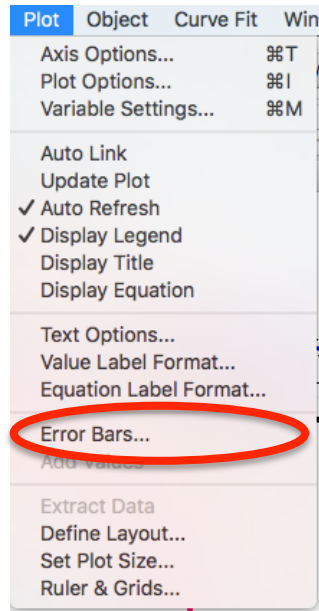 Plot Object Curve Fit Win
Axis Options... ⌘T
Plot Options... ⌘I
Variable Settings... ⌘M
Auto Link
Update Plot
✓ Auto Refresh
✓ Display Legend
Display Title
Display Equation
Text Options...
Value Label Format...
Equation Label Format...
Error Bars...
Add Values
Extract Data
Define Layout...
Set Plot Size...
Ruler & Grids...